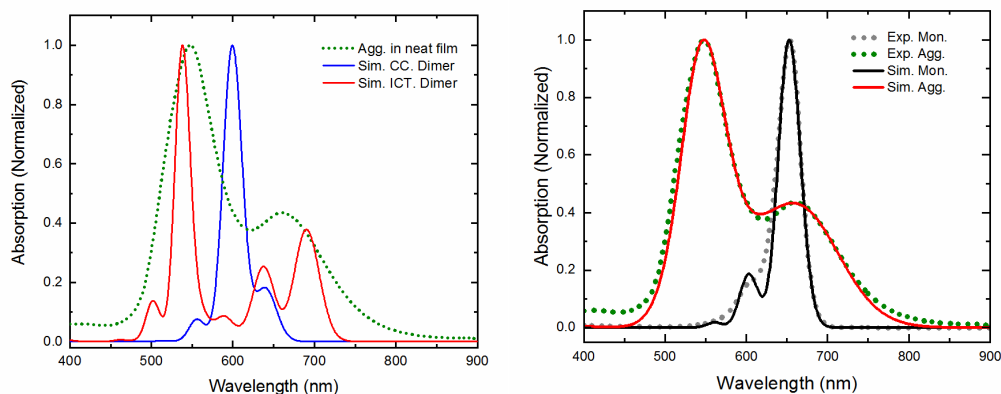 1.0
0.8
0.6
0.4
0.2
0.0
Absorption (Normalized)
Agg. in neat film
Sim. CC. Dimer
Sim. ICT. Dimer
400 500 600 700 800 900
Wavelength (nm)
1.0
0.8
0.6
0.4
0.2
0.0
Absorption (Normalized)
Exp. Mon.
Exp. Agg.
Sim. Mon.
Sim. Agg.
400 500 600 700 800 900
Wavelength (nm)